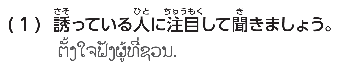 (1) 誘っている人に注目して聞きましょう。
ຕັ້ງໃຈຟັງຜູ້ທີ່ຊວນ.